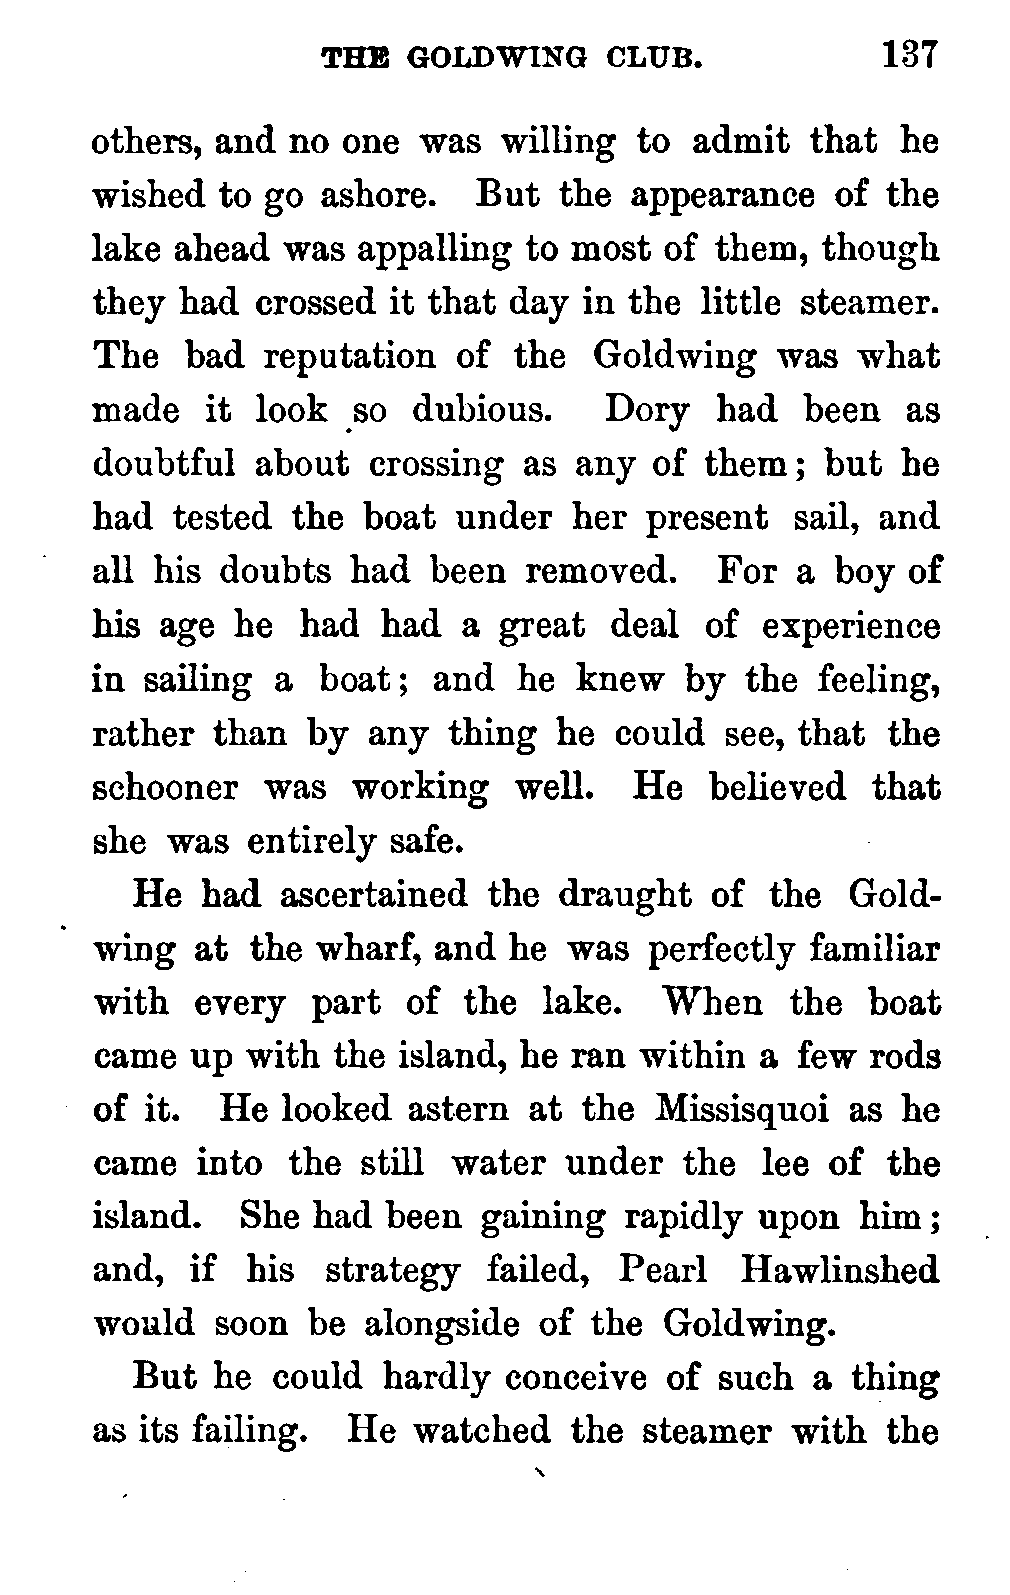 THE GOLDWING CLUB. 137
others, and no one was willing to admit that he
wished to go ashore. But the appearance of the
lake ahead was appalling to most of them, though
they had crossed it that day in the little steamer.
The bad reputation of the Goldwing was what
made it look so dubious. Dory had been as
doubtful about crossing as any of them; but he
had tested the boat under her present sail, and
all his doubts had been removed. For a boy of
his age he had had a great deal of experience
in sailing a boat; and he knew by the feeling,
rather than by any thing he could see, that the
schooner was working well. He believed that
she was entirely safe.
He had ascertained the draught of the Gold-
wing at the wharf, and he was perfectly familiar
with every part of the lake. When the boat
came up with the island, he ran within a few rods
of it. He looked astern at the Missisquoi as he
came into the still water under the lee of the
island. She had been gaining rapidly upon him;
and, if his strategy failed, Pearl Hawlinshed
would soon be alongside of the Goldwing.
But he could hardly conceive of such a thing
as its failing. He watched the steamer with the